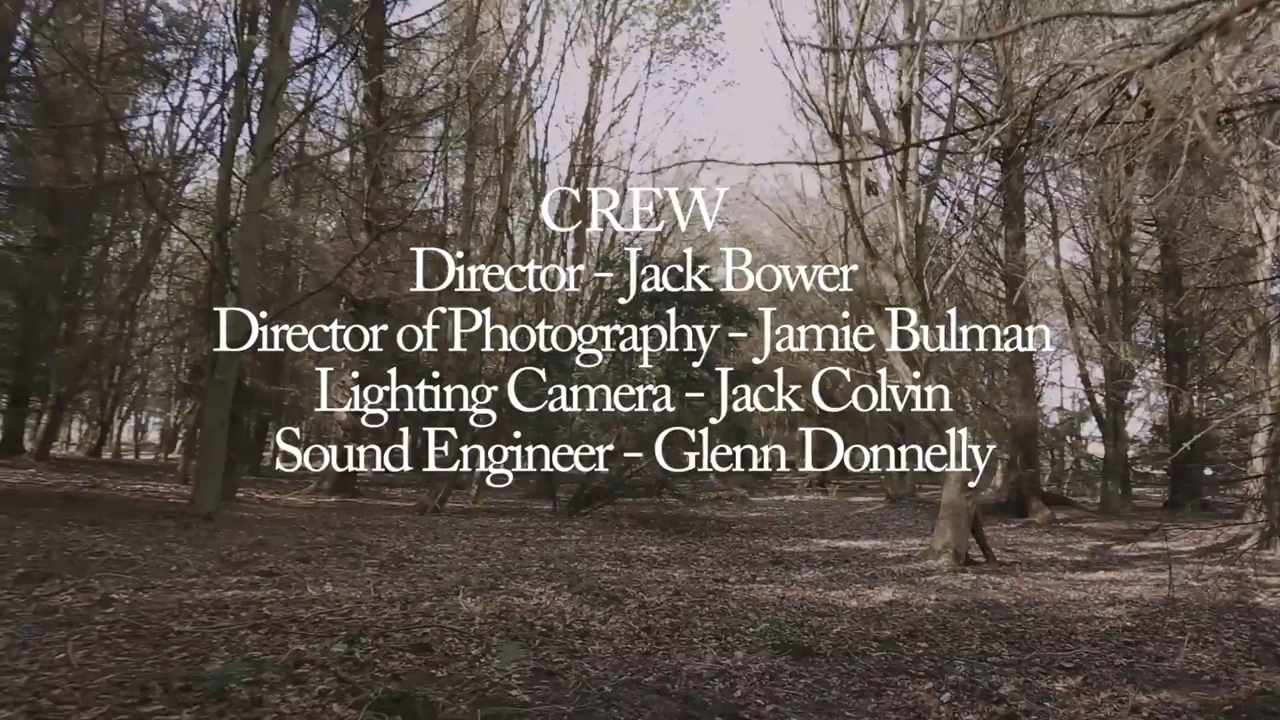 CREW
Director - Jack Bower
Director of Photography - Jamie Bulman
Lighting Camera - Jack Colvin
Sound Engineer - Glenn Donnelly